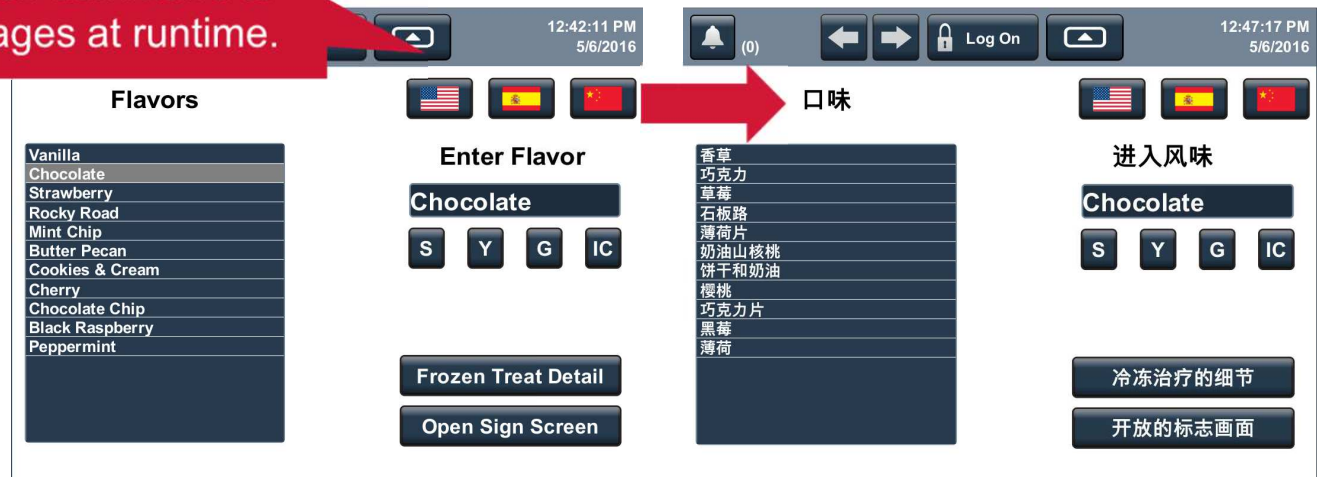 ages at runtime.
12:42:11 PM
5/6/2016
Flavors
Vanilla
Chocolate
Strawberry
Rocky Road
Mint Chip
Butter Pecan
Cookies & Cream
Cherry
Chocolate Chip
Black Raspberry
Peppermint
Enter Flavor
Chocolate
S Y G IC
Frozen Treat Detail
Open Sign Screen
(0)
Log On
12:47:17 PM
5/6/2016
口味
香草
巧克力
草莓
石板路
薄荷片
奶油山核桃
饼干和奶油
樱桃
巧克力片
黑莓
薄荷
进入风味
Chocolate
S Y G IC
冷冻治疗的细节
开放的标志画面